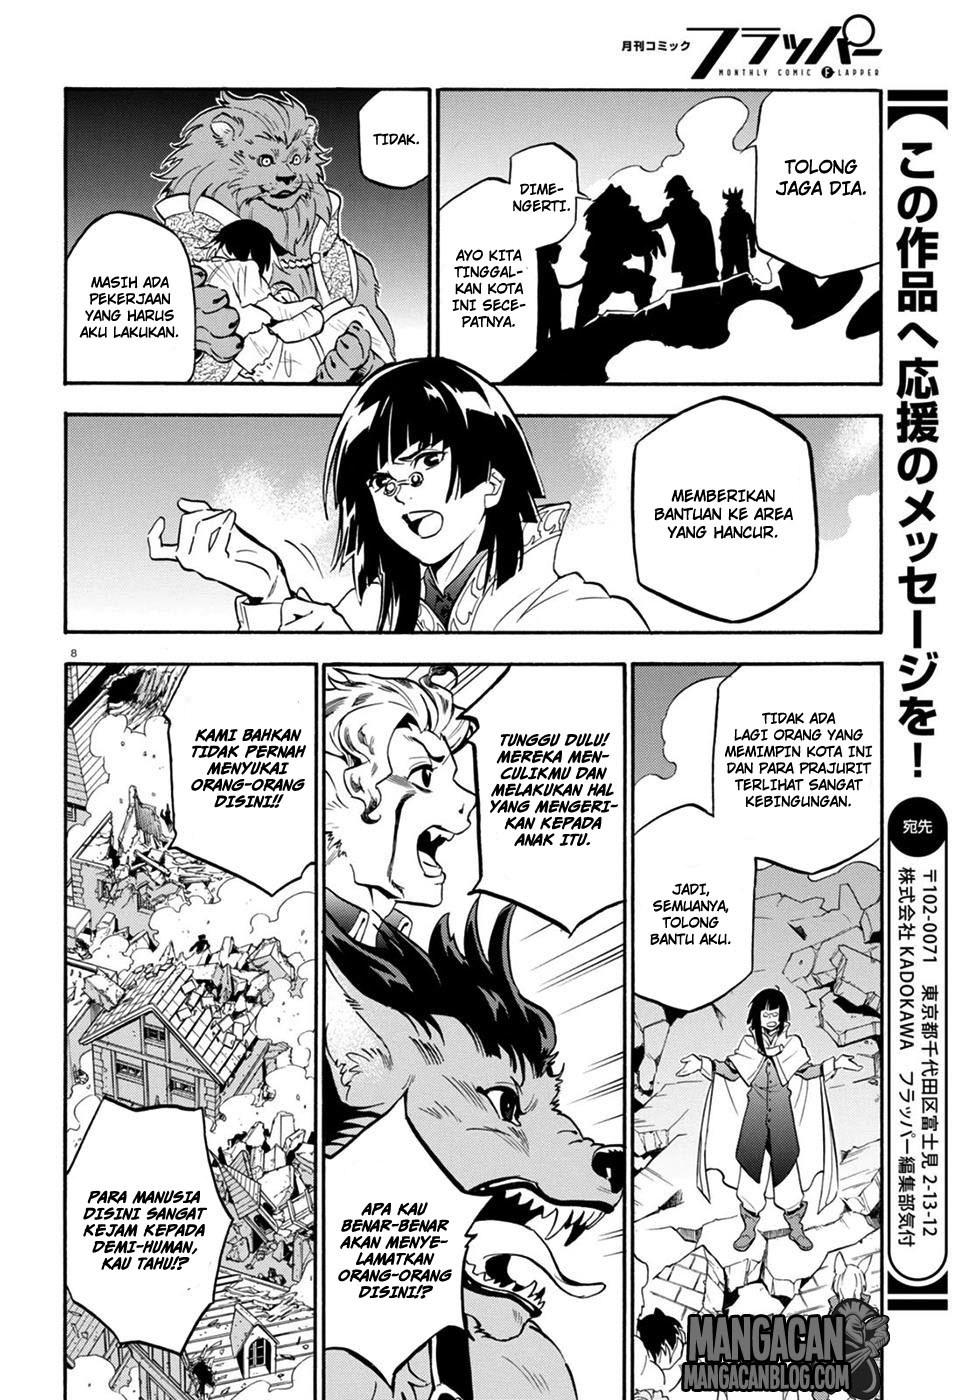 月刊コミック
フラッパー
MONTHLY COMIC FLAPPER
TOLONG
JAGA DIA.
DIME-
NGERTI.
AYO KITA
TINGGAL-
KAN KOTA
INI SECE-
PATNYA.
TIDAK.
MASIH ADA
PEKERJAAN
YANG HARUS
AKU LAKUKAN.
MEMBERIKAN
BANTUAN KE AREA
YANG HANCUR.
8
TIDAK ADA
LAGI ORANG YANG
MEMIMPIN KOTA INI
DAN PARA PRAJURIT
TERLIHAT SANGAT
KEBINGUNGAN.
JADI,
SEMUANYA,
TOLONG
BANTU AKU.
TUNGGU DULU!
MEREKA MEN-
CULIKMU DAN
MELAKUKAN HAL
YANG MENGERI-
KAN KEPADA
ANAK ITU.
APA KAU
BENAR-BENAR
AKAN MENYE-
LAMATKAN
ORANG-ORANG
DISINI!?
KAMI BAHKAN
TIDAK PERNAH
MENYUKAI
ORANG-ORANG
DISINI!!
PARA MANUSIA
DISINI SANGAT
KEJAM KEPADA
DEMI-HUMAN,
KAU TAHU!?
この作品へ応援のメッセージを!
宛先
〒102-0071 東京都千代田区富士見2-13-12
株式会社KADOKAWA フラッパー編集部気付
MANGACAN
MANGACANBLOG.COM